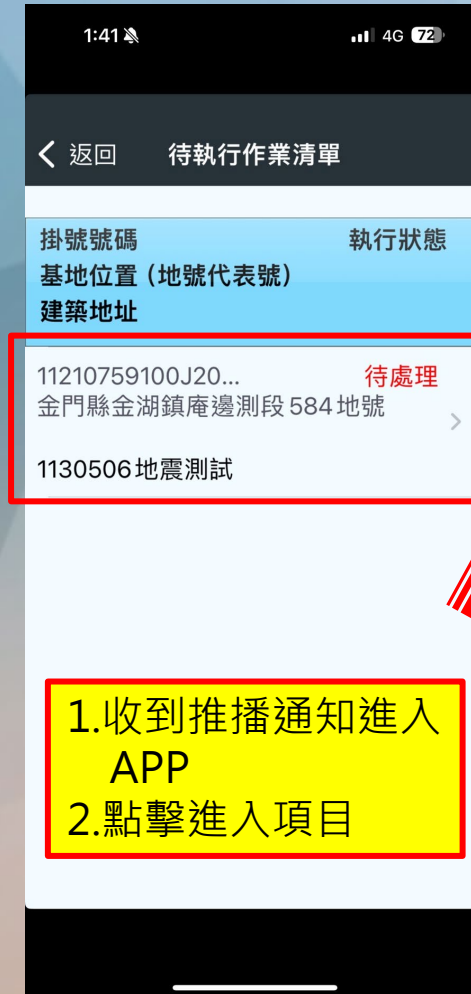 1:41 4G 72
返回 待執行作業清單
掛號號碼 執行狀態
基地位置（地號代表號）
建築地址
11210759100J20... 待處理
金門縣金湖鎮庵邊測段 584 地號
1130506地震測試
1.收到推播通知進入
APP
2.點擊進入項目